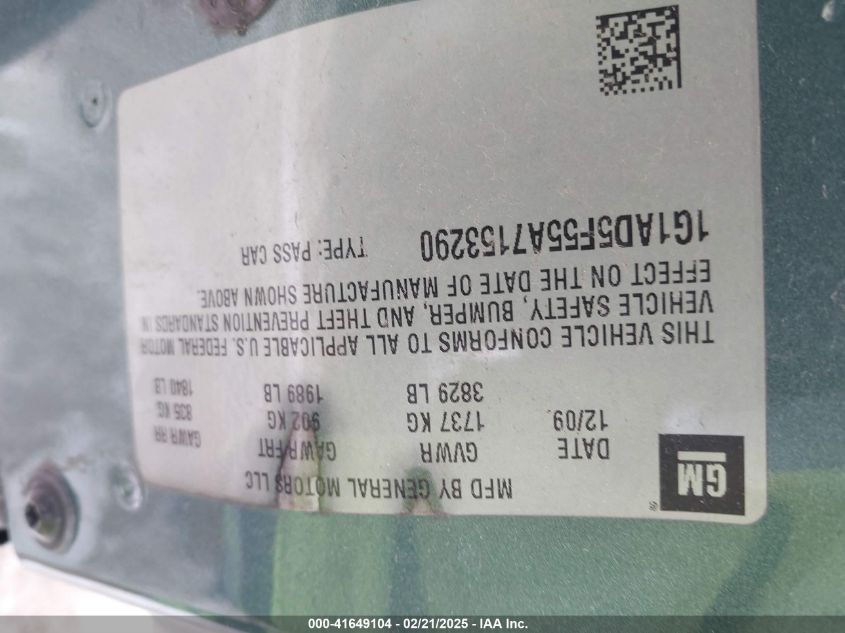 GM
®
MFD BY GENERAL MOTORS LLC
DATE GVWR GAWR FRT GAWR RR
12/09 1737 KG 902 KG 835 KG
3829 LB 1989 LB 1840 LB
THIS VEHICLE CONFORMS TO ALL APPLICABLE U.S. FEDERAL MOTOR
VEHICLE SAFETY, BUMPER, AND THEFT PREVENTION STANDARDS IN
EFFECT ON THE DATE OF MANUFACTURE SHOWN ABOVE.
1G1AD5F55A7153290 TYPE: PASS CAR
000-41649104 - 02/21/2025 - IAA Inc.